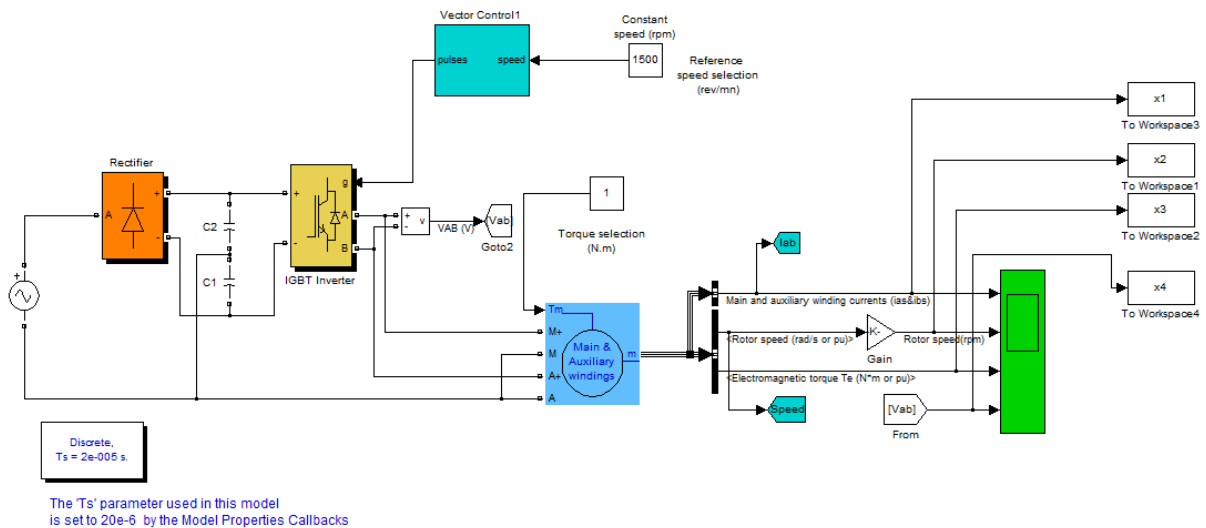 Vector Control1
pulses
speed
Constant
speed (rpm)
1500
Reference
speed selection
(rev/mn)
x1
To Workspace3
x2
To Workspace1
x3
To Workspace2
x4
To Workspace4
Rectifier
A
+
-
C2
C1
+
-
g
A
B
IGBT Inverter
+
-
v
VAB (V)
[Vab]
Goto2
1
Torque selection
(N.m)
Tm
M+
M
A+
A
Main &
Auxiliary
windings
m
Iab
Main and auxiliary winding currents (ias&ibs)
<Rotor speed (rad/s or pu)>
K-
Gain
Rotor speed(rpm)
<Electromagnetic torque Te (N*m or pu)>
Speed
[Vab]
From
+
Discrete,
Ts = 2e-005 s.
The 'Ts' parameter used in this model
is set to 20e-6 by the Model Properties Callbacks